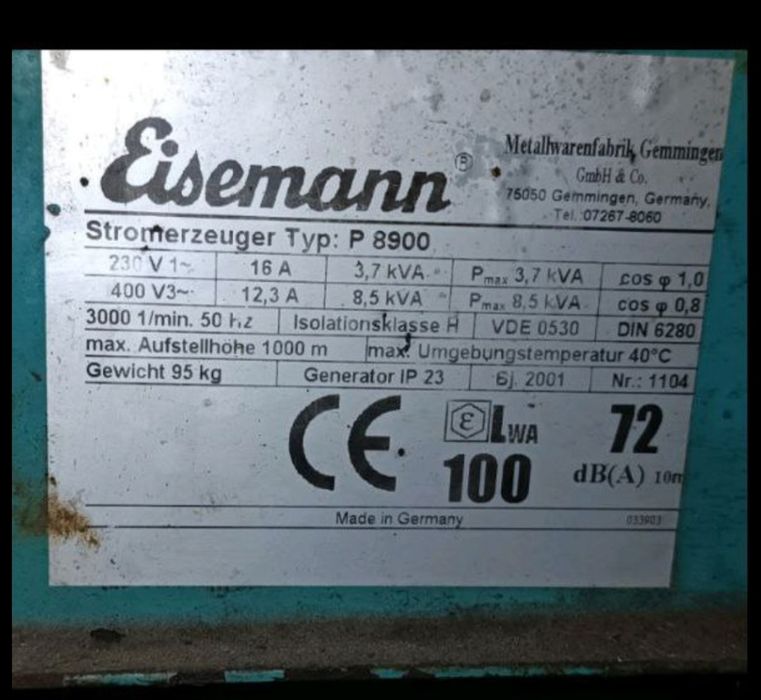 Eisemann ®
Metallwarenfabrik Gemmingen
GmbH & Co.
75050 Gemmingen, Germany,
Tel.:07267-8060
Stromerzeuger Typ: P 8900
230 V 1~ 16 A 3,7 kVA Pmax 3,7 kVA cos φ 1,0
400 V3~ 12,3 A 8,5 kVA Pmax 8,5 kVA cos φ 0,8
3000 1/min. 50 hz Isolationsklasse H VDE 0530 DIN 6280
max. Aufstellhöhe 1000 m max. Umgebungstemperatur 40°C
Gewicht 95 kg Generator IP 23 Bj. 2001 Nr.: 1104
CE ε LWA 72
100 dB(A) 10m
Made in Germany 033903